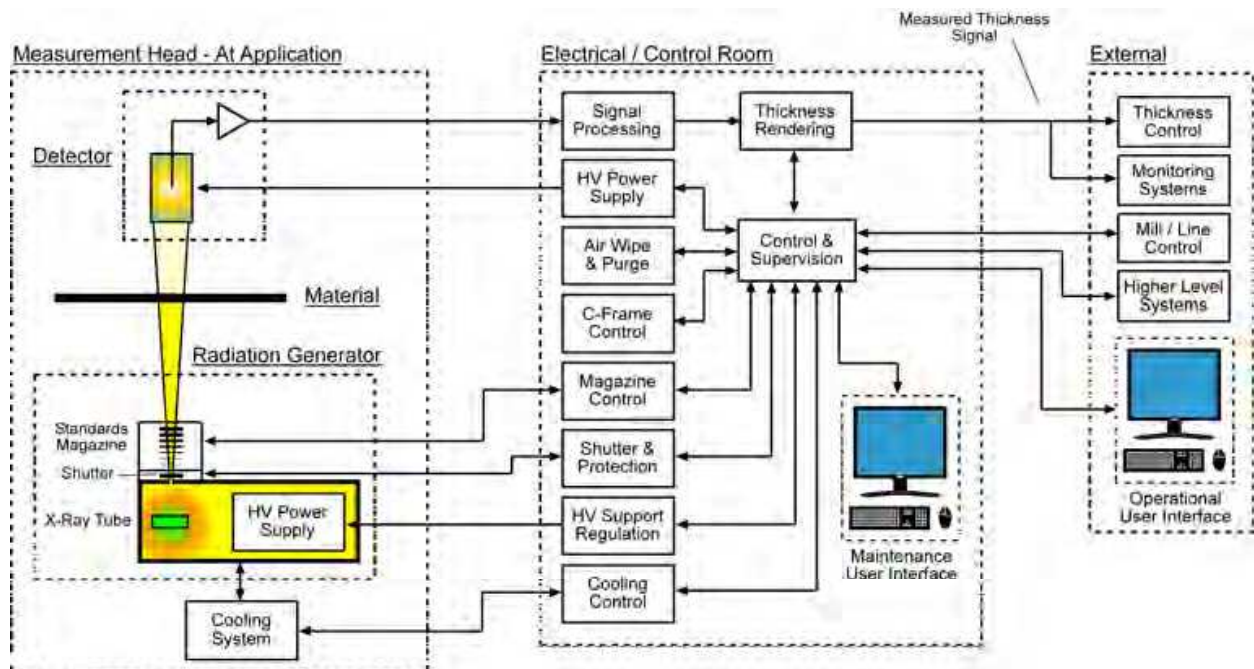 Measured Thickness
Signal
Measurement Head - At Application
Electrical / Control Room
External
Detector
Material
Radiation Generator
Standards
Magazine
Shutter
X-Ray Tube
HV Power
Supply
Cooling
System
Signal
Processing
Thickness
Rendering
HV Power
Supply
Air Wipe
& Purge
Control &
Supervision
C-Frame
Control
Magazine
Control
Shutter &
Protection
HV Support
Regulation
Cooling
Control
Maintenance
User Interface
Thickness
Control
Monitoring
Systems
Mill / Line
Control
Higher Level
Systems
Operational
User Interface